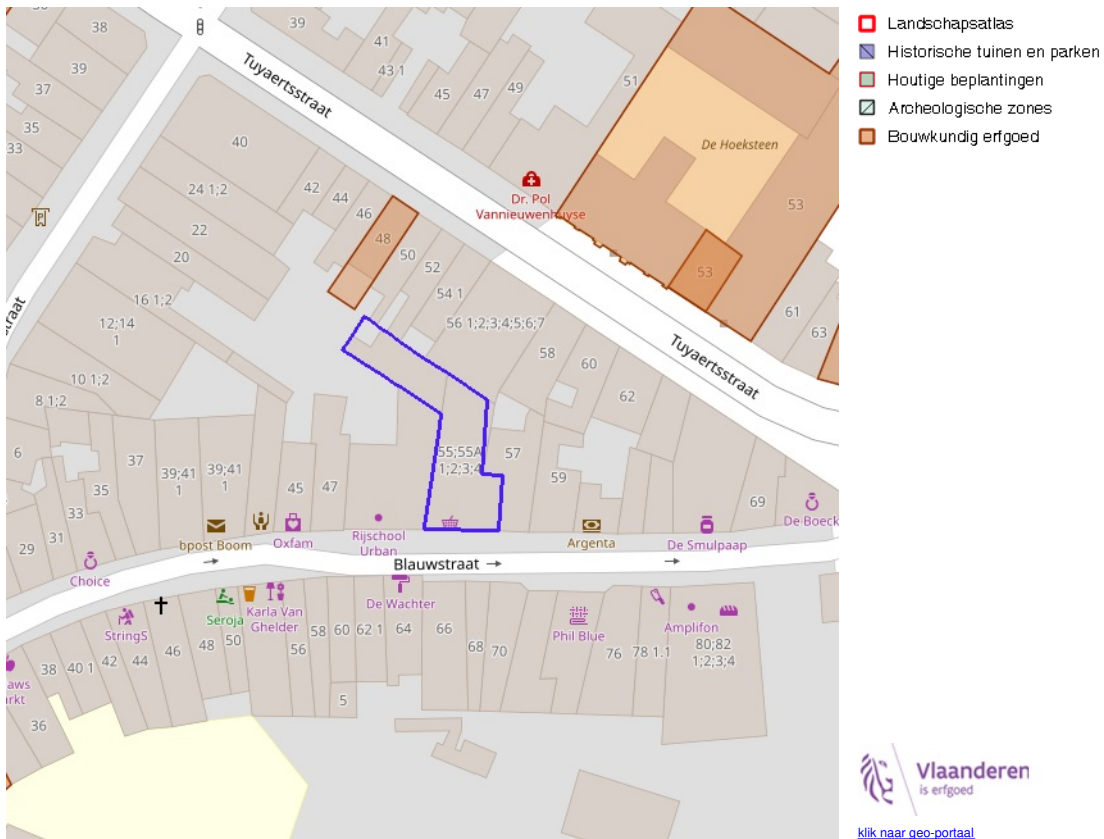 38
39
37
35
33
39
41
43 1
45
47
49
51
Tuyaertsstraat
De Hoeksteen
53
53
61
63
Dr. Pol
Vannieuwenhuyse
40
24 1;2
22
20
16 1;2
12;14
1
10 1;2
8 1;2
6
42
44
46
48
50
52
54 1
56 1;2;3;4;5;6;7
58
60
62
Tuyaertsstraat
straat
55;55A
1;2;3;4
57
59
69
37
39;41
1
39;41
1
45
47
35
33
31
29
bpost Boom
Oxfam
Rijschool
Urban
Argenta
De Smulpaap
De Boeck
Choice
Blauwstraat
StringS
Seroja
Karla Van
Ghelder
De Wachter
Phil Blue
Amplifon
36
38
40 1
42
44
46
48
50
56
58
60
62 1
64
66
68
70
76
78 1.1
80;82
1;2;3;4
5
Landschapsatlas
Historische tuinen en parken
Houtige beplantingen
Archeologische zones
Bouwkundig erfgoed
Vlaanderen
is erfgoed
klik naar geo-portaal